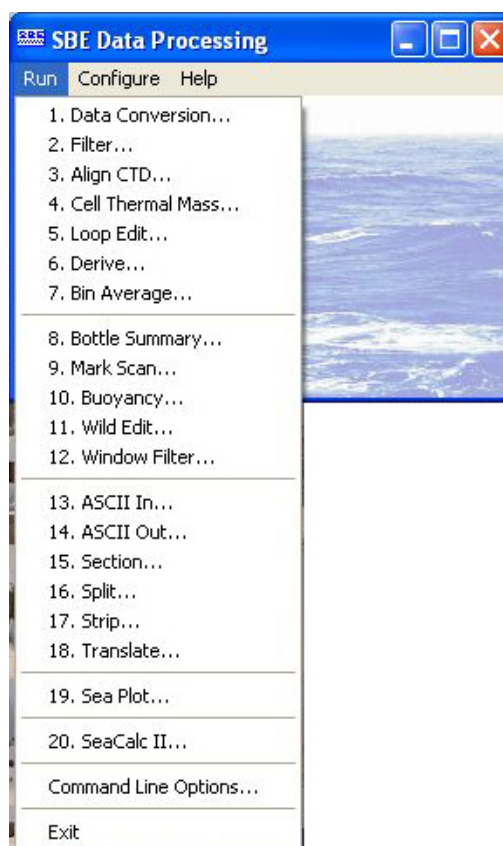 SBE Data Processing
Run Configure Help
1. Data Conversion...
2. Filter...
3. Align CTD...
4. Cell Thermal Mass...
5. Loop Edit...
6. Derive...
7. Bin Average...
8. Bottle Summary...
9. Mark Scan...
10. Buoyancy...
11. Wild Edit...
12. Window Filter...
13. ASCII In...
14. ASCII Out...
15. Section...
16. Split...
17. Strip...
18. Translate...
19. Sea Plot...
20. SeaCalc II...
Command Line Options...
Exit